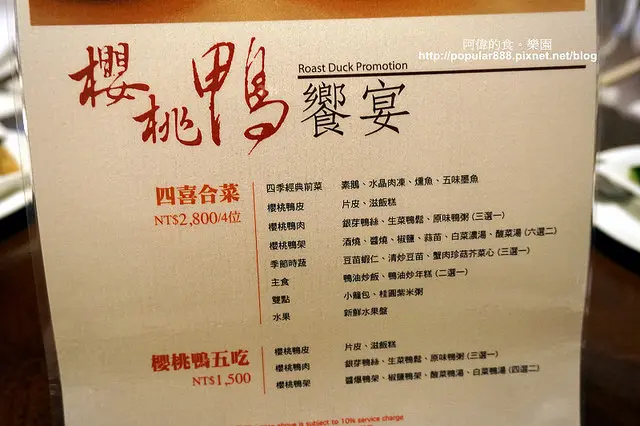 阿偉的食。樂園
http://popular888.pixnet.net/blog
櫻桃鴨饗宴
Roast Duck Promotion
四喜合菜
NT$2,800/4位
四季經典前菜 素鵝、水晶肉凍、燻魚、五味墨魚
櫻桃鴨皮 片皮、滋飯糕
櫻桃鴨肉 銀芽鴨絲、生菜鴨鬆、原味鴨粥 (三選一)
櫻桃鴨架 酒燒、醬燒、椒鹽、蒜苗、白菜濃湯、酸菜湯 (六選二)
季節時蔬 豆苗蝦仁、清炒豆苗、蟹肉珍菇芥菜心 (三選一)
主食 鴨油炒飯、鴨油炒年糕 (二選一)
雙點 小籠包、桂圓紫米粥
水果 新鮮水果盤
櫻桃鴨五吃
NT$1,500
櫻桃鴨皮 片皮、滋飯糕
櫻桃鴨肉 銀芽鴨絲、生菜鴨鬆、原味鴨粥 (三選一)
櫻桃鴨架 醬爆鴨架、椒鹽鴨架、酸菜鴨湯、白菜鴨湯 (四選二)
above is subject to 10% service charge